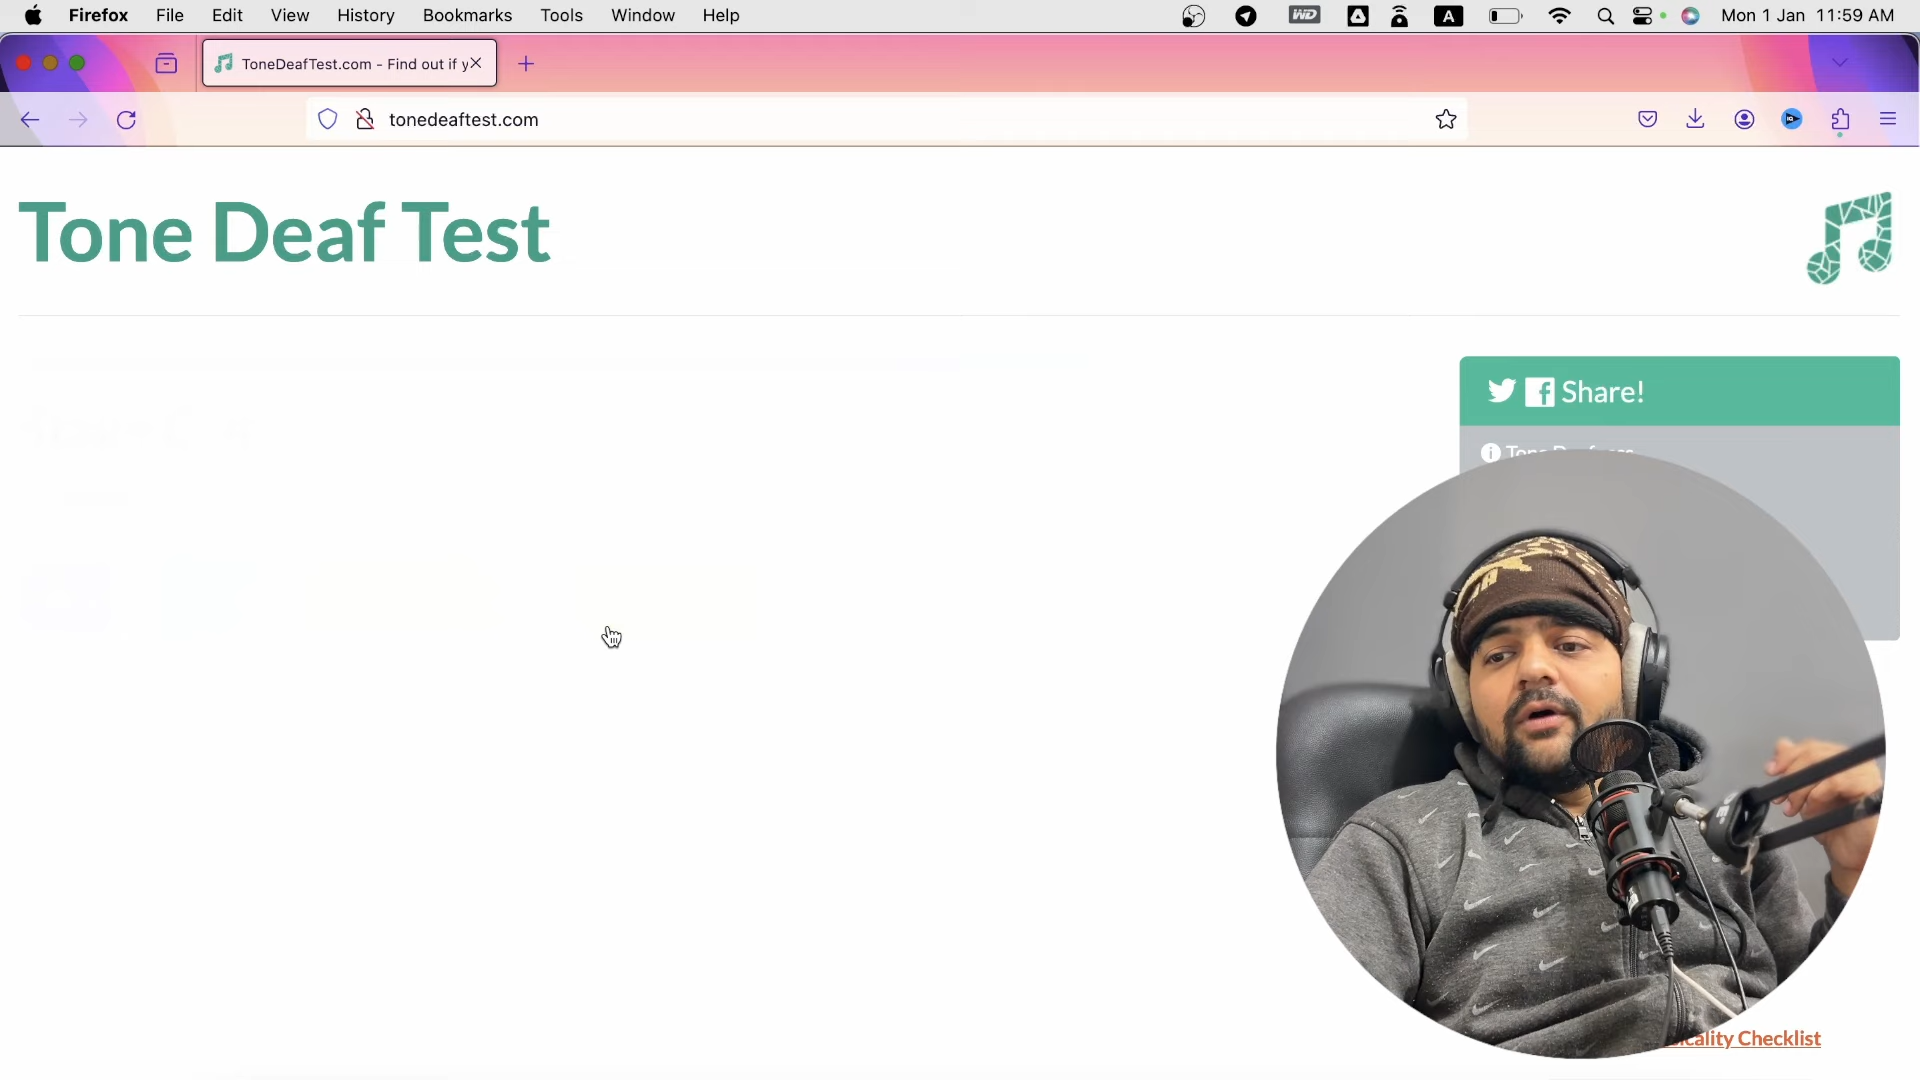 Firefox File Edit View History Bookmarks Tools Window Help
WD
A
Mon 1 Jan 11:59 AM
ToneDeafTest.com - Find out if y
tonedeaftest.com
Tone Deaf Test
Share!
Checklist